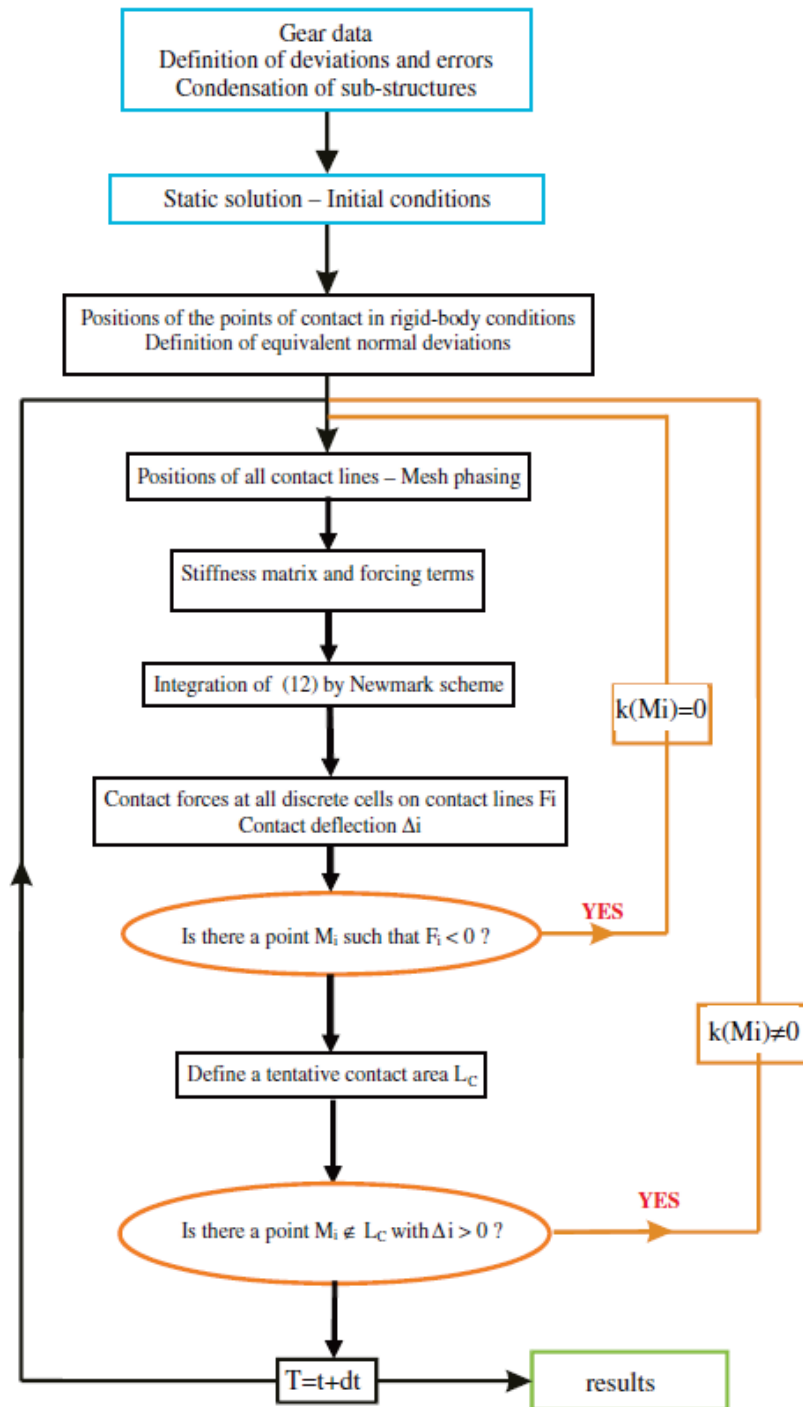 Gear data
Definition of deviations and errors
Condensation of sub-structures
Static solution – Initial conditions
Positions of the points of contact in rigid-body conditions
Definition of equivalent normal deviations
Positions of all contact lines – Mesh phasing
Stiffness matrix and forcing terms
Integration of (12) by Newmark scheme
k(Mi)=0
Contact forces at all discrete cells on contact lines Fi
Contact deflection Δi
YES
Is there a point Mᵢ such that Fᵢ < 0 ?
k(Mi)≠0
Define a tentative contact area L_C
YES
Is there a point Mᵢ ∉ L_C with Δi > 0 ?
T=t+dt
results